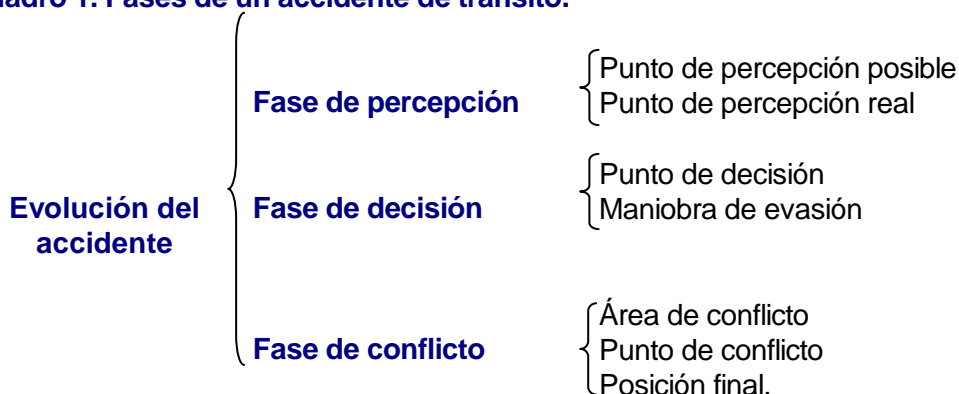 adro 1. Fases de un accidente de tránsito.
Punto de percepción posible
Fase de percepción
Punto de percepción real
Punto de decisión
Evolución del accidente
Fase de decisión
Maniobra de evasión
Área de conflicto
Fase de conflicto
Punto de conflicto
Posición final.